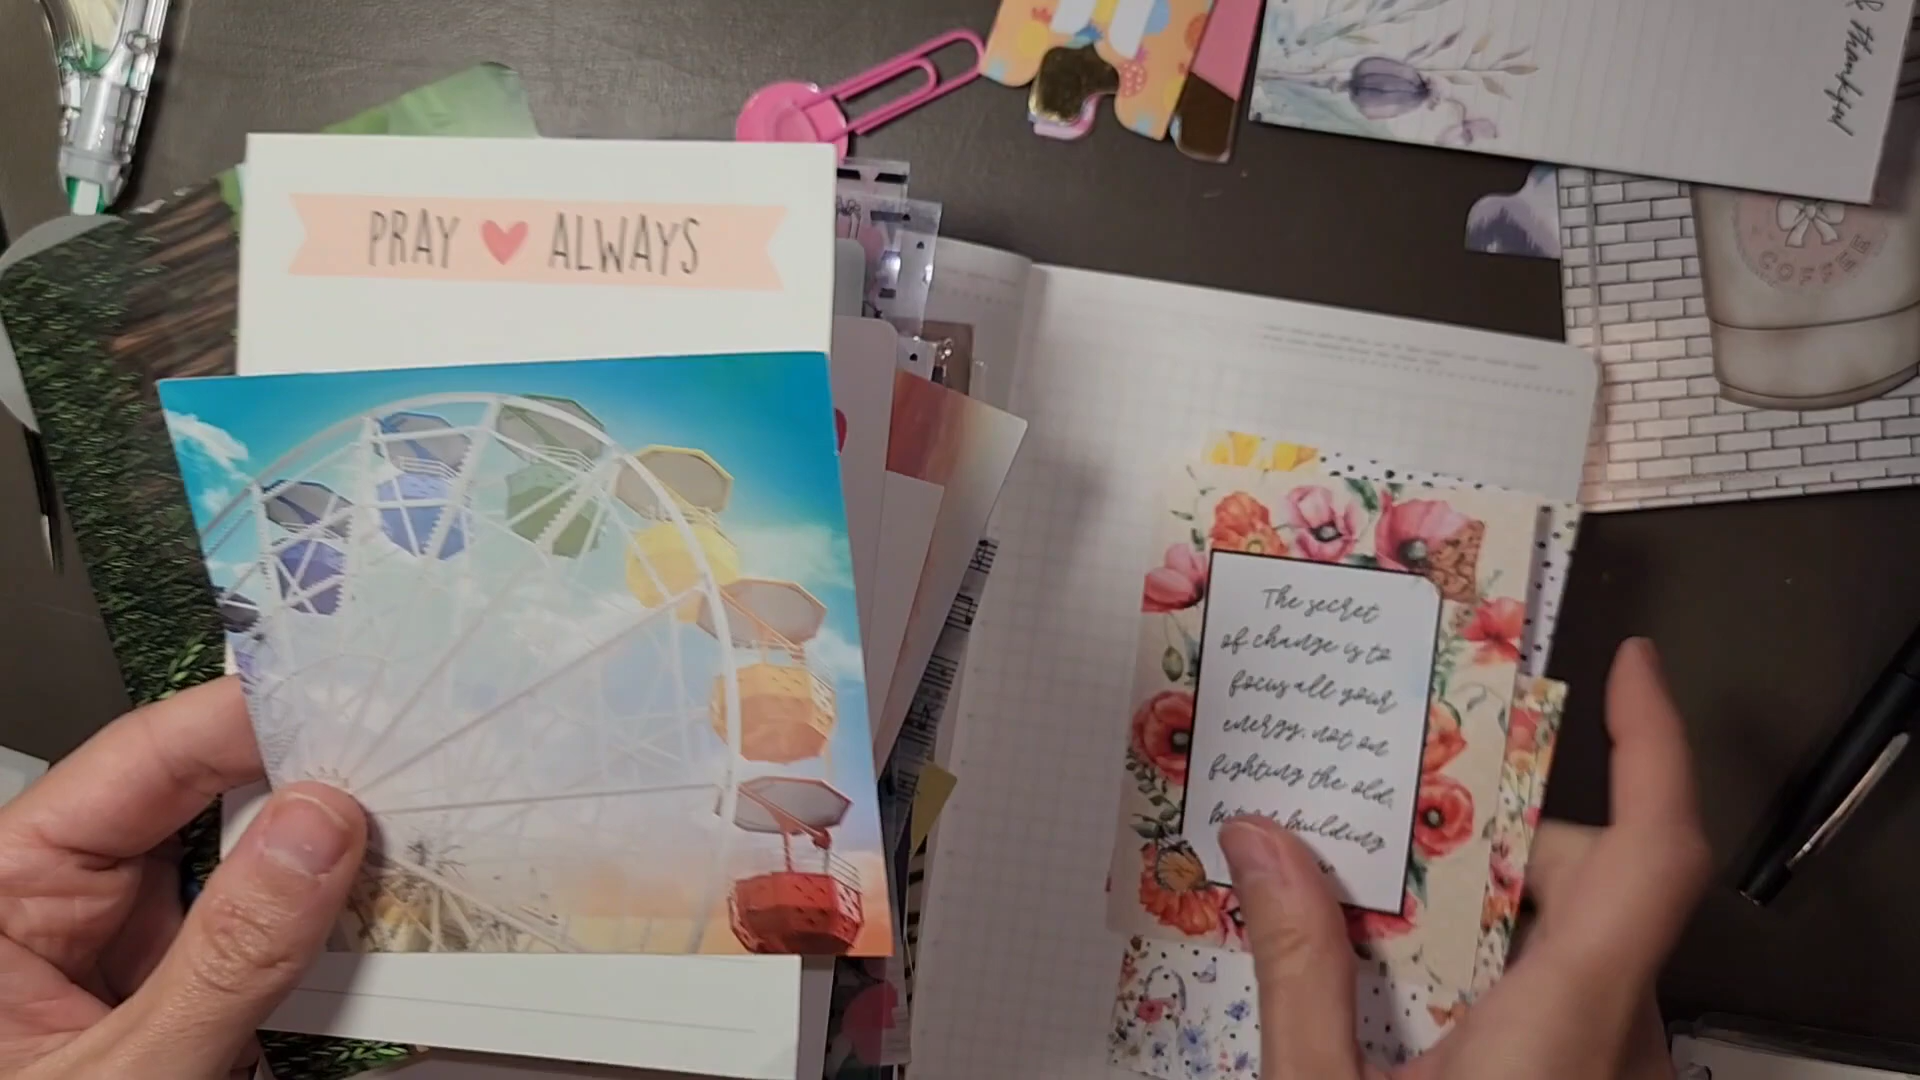 PRAY ALWAYS
thankful
COFFEE
The secret
of change is to
focus all your
energy, not on
fighting the old,
building